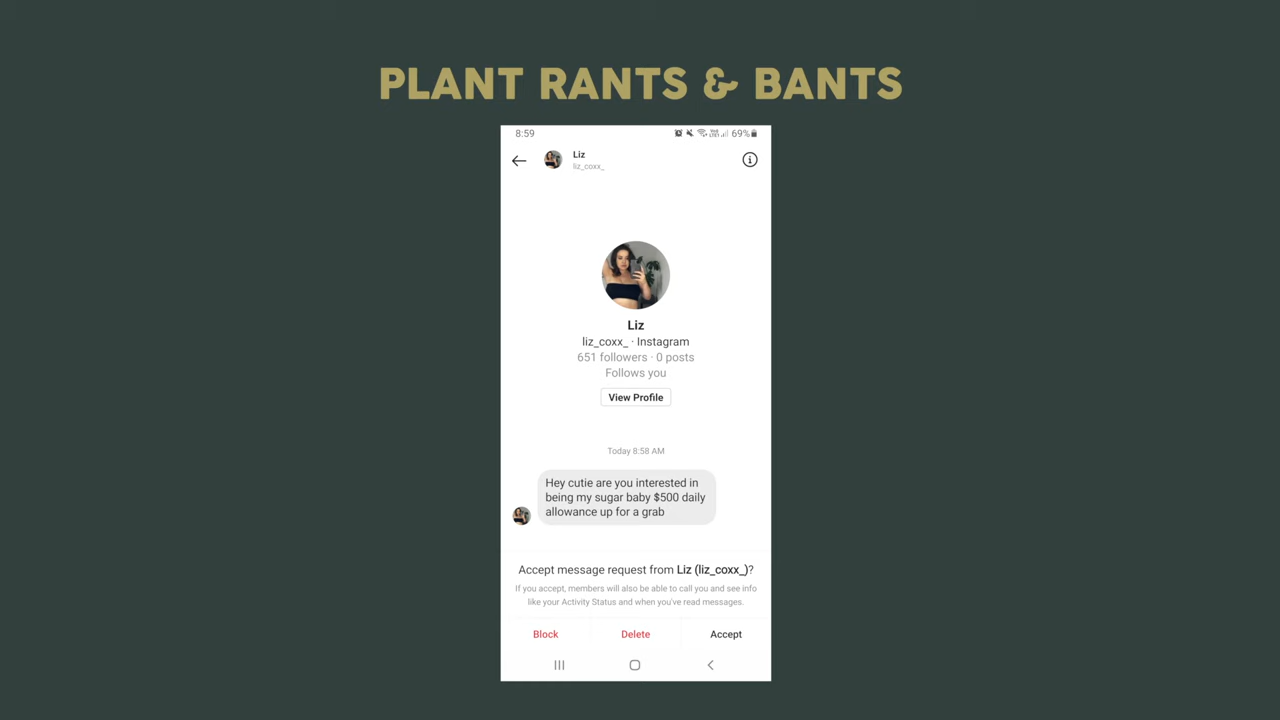 PLANT RANTS & BANTS
8:59
69%
Liz
liz_coxx_
Liz
liz_coxx_ · Instagram
651 followers · 0 posts
Follows you
View Profile
Today 8:58 AM
Hey cutie are you interested in
being my sugar baby $500 daily
allowance up for a grab
Accept message request from Liz (liz_coxx_)?
If you accept, members will also be able to call you and see info
like your Activity Status and when you've read messages.
Block
Delete
Accept